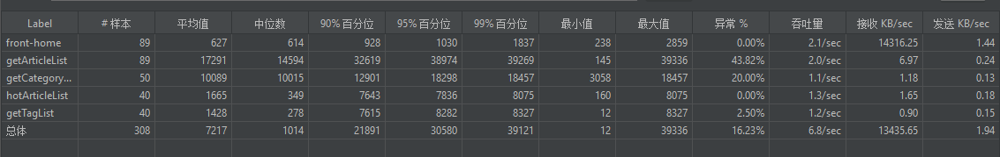 Label # 样本 平均值 中位数 90% 百分位 95% 百分位 99% 百分位 最小值 最大值 异常 % 吞吐量 接收 KB/sec 发送 KB/sec
front-home 89 627 614 928 1030 1837 238 2859 0.00% 2.1/sec 14316.25 1.44
getArticleList 89 17291 14594 32619 38974 39269 145 39336 43.82% 2.0/sec 6.97 0.24
getCategory... 50 10089 10015 12901 18298 18457 3058 18457 20.00% 1.1/sec 1.18 0.13
hotArticleList 40 1665 349 7643 7836 8075 160 8075 0.00% 1.3/sec 1.65 0.18
getTagList 40 1428 278 7615 8282 8327 12 8327 2.50% 1.2/sec 0.90 0.15
总体 308 7217 1014 21891 30580 39121 12 39336 16.23% 6.8/sec 13435.65 1.94